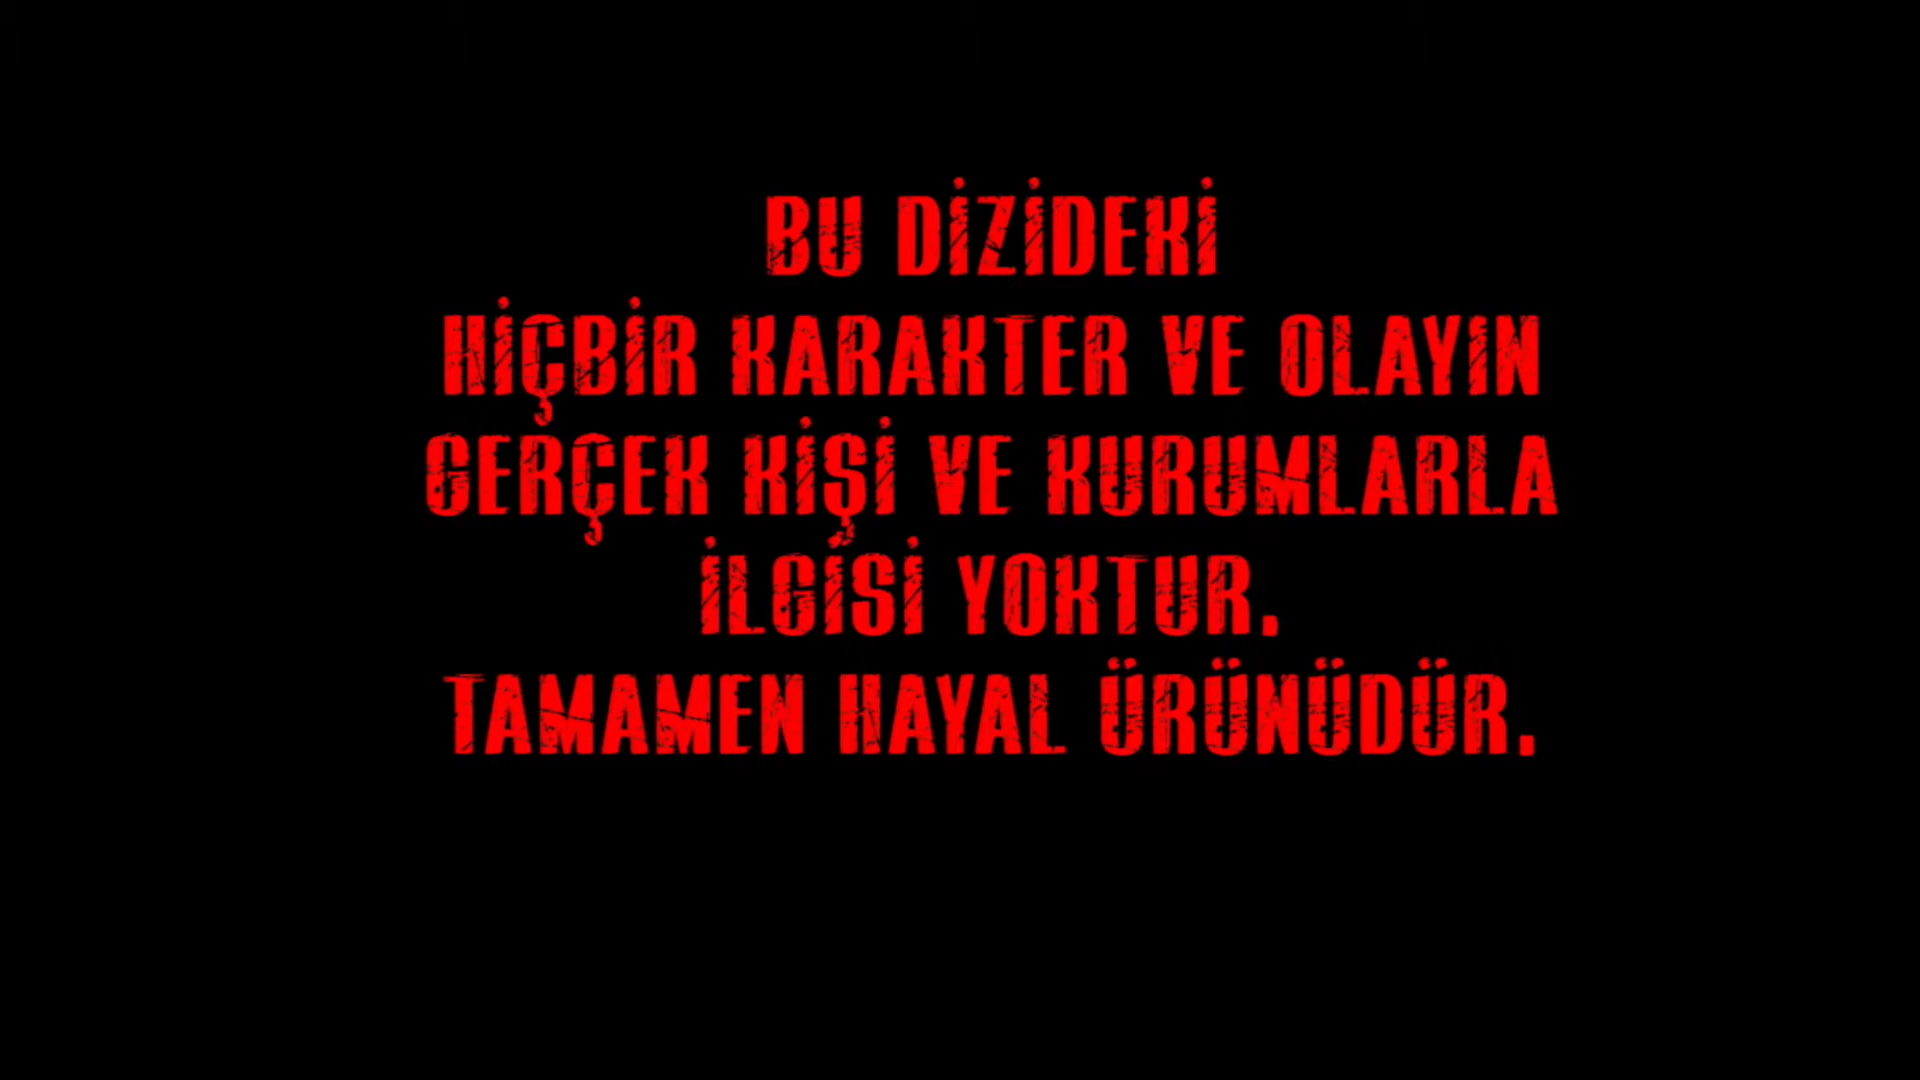 BU DİZİDEKİ
HİÇBİR KARAKTER VE OLAYIN
GERÇEK KİŞİ VE KURUMLARLA
İLGİSİ YOKTUR.
TAMAMEN HAYAL ÜRÜNÜDÜR.